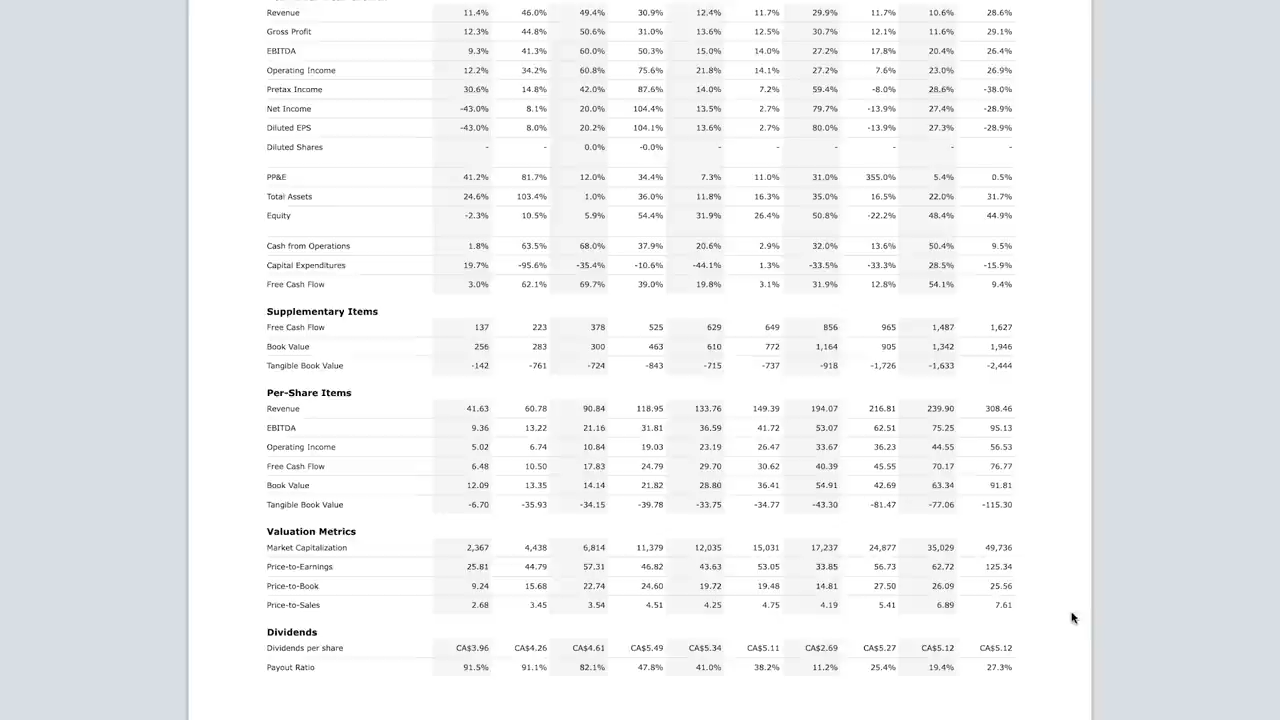 Revenue 11.4% 46.0% 49.4% 30.9% 12.4% 11.7% 29.9% 11.7% 10.6% 28.6%
Gross Profit 12.3% 44.8% 50.6% 31.0% 13.6% 12.5% 30.7% 12.1% 11.6% 29.1%
EBITDA 9.3% 41.3% 60.0% 50.3% 15.0% 14.0% 27.2% 17.8% 20.4% 26.4%
Operating Income 12.2% 34.2% 60.8% 75.6% 21.8% 14.1% 27.2% 7.6% 23.0% 26.9%
Pretax Income 30.6% 14.8% 42.0% 87.6% 14.0% 7.2% 59.4% -8.0% 28.6% -38.0%
Net Income -43.0% 8.1% 20.0% 104.4% 13.5% 2.7% 79.7% -13.9% 27.4% -28.9%
Diluted EPS -43.0% 8.0% 20.2% 104.1% 13.6% 2.7% 80.0% -13.9% 27.3% -28.9%
Diluted Shares - - 0.0% -0.0% - - - - - -
PP&E 41.2% 81.7% 12.0% 34.4% 7.3% 11.0% 31.0% 355.0% 5.4% 0.5%
Total Assets 24.6% 103.4% 1.0% 36.0% 11.8% 16.3% 35.0% 16.5% 22.0% 31.7%
Equity -2.3% 10.5% 5.9% 54.4% 31.9% 26.4% 50.8% -22.2% 48.4% 44.9%
Cash from Operations 1.8% 63.5% 68.0% 37.9% 20.6% 2.9% 32.0% 13.6% 50.4% 9.5%
Capital Expenditures 19.7% -95.6% -35.4% -10.6% -44.1% 1.3% -33.5% -33.3% 28.5% -15.9%
Free Cash Flow 3.0% 62.1% 69.7% 39.0% 19.8% 3.1% 31.9% 12.8% 54.1% 9.4%
Supplementary Items
Free Cash Flow 137 223 378 525 629 649 856 965 1,487 1,627
Book Value 256 283 300 463 610 772 1,164 905 1,342 1,946
Tangible Book Value -142 -761 -724 -843 -715 -737 -918 -1,726 -1,633 -2,444
Per-Share Items
Revenue 41.63 60.78 90.84 118.95 133.76 149.39 194.07 216.81 239.90 308.46
EBITDA 9.36 13.22 21.16 31.81 36.59 41.72 53.07 62.51 75.25 95.13
Operating Income 5.02 6.74 10.84 19.03 23.19 26.47 33.67 36.23 44.55 56.53
Free Cash Flow 6.48 10.50 17.83 24.79 29.70 30.62 40.39 45.55 70.17 76.77
Book Value 12.09 13.35 14.14 21.82 28.80 36.41 54.91 42.69 63.34 91.81
Tangible Book Value -6.70 -35.93 -34.15 -39.78 -33.75 -34.77 -43.30 -81.47 -77.06 -115.30
Valuation Metrics
Market Capitalization 2,367 4,438 6,814 11,379 12,035 15,031 17,237 24,877 35,029 49,736
Price-to-Earnings 25.81 44.79 57.31 46.82 43.63 53.05 33.85 56.73 62.72 125.34
Price-to-Book 9.24 15.68 22.74 24.60 19.72 19.48 14.81 27.50 26.09 25.56
Price-to-Sales 2.68 3.45 3.54 4.51 4.25 4.75 4.19 5.41 6.89 7.61
Dividends
Dividends per share CA$3.96 CA$4.26 CA$4.61 CA$5.49 CA$5.34 CA$5.11 CA$2.69 CA$5.27 CA$5.12 CA$5.12
Payout Ratio 91.5% 91.1% 82.1% 47.8% 41.0% 38.2% 11.2% 25.4% 19.4% 27.3%